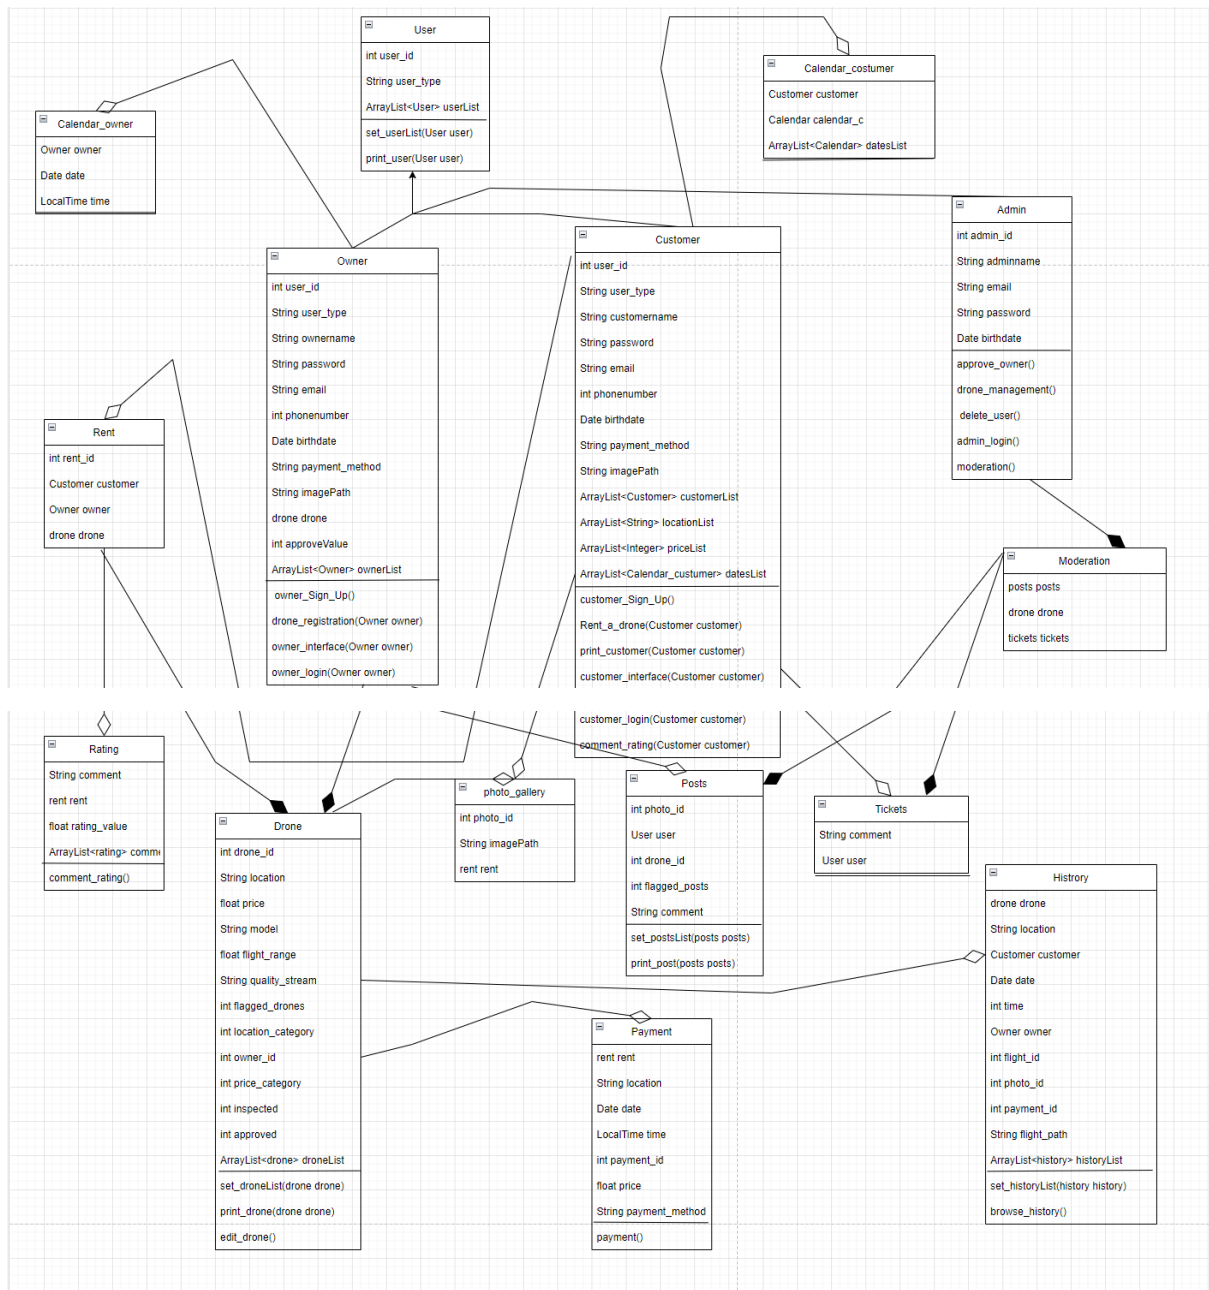 User
int user_id
String user_type
ArrayList<User> userList
set_userList(User user)
print_user(User user)
Calendar_costumer
Customer customer
Calendar calendar_c
ArrayList<Calendar> datesList
Calendar_owner
Owner owner
Date date
LocalTime time
Admin
int admin_id
String adminname
String email
String password
Date birthdate
approve_owner()
drone_management()
delete_user()
admin_login()
moderation()
Owner
int user_id
String user_type
String ownername
String password
String email
int phonenumber
Date birthdate
String payment_method
String imagePath
drone drone
int approveValue
ArrayList<Owner> ownerList
owner_Sign_Up()
drone_registration(Owner owner)
owner_interface(Owner owner)
owner_login(Owner owner)
Customer
int user_id
String user_type
String customername
String password
String email
int phonenumber
Date birthdate
String payment_method
String imagePath
ArrayList<Customer> customerList
ArrayList<String> locationList
ArrayList<Integer> priceList
ArrayList<Calendar_custumer> datesList
customer_Sign_Up()
Rent_a_drone(Customer customer)
print_customer(Customer customer)
customer_interface(Customer customer)
customer_login(Customer customer)
comment_rating(Customer customer)
Rent
int rent_id
Customer customer
Owner owner
drone drone
Moderation
posts posts
drone drone
tickets tickets
Rating
String comment
rent rent
float rating_value
ArrayList<rating> comme
comment_rating()
Drone
int drone_id
String location
float price
String model
float flight_range
String quality_stream
int flagged_drones
int location_category
int owner_id
int price_category
int inspected
int approved
ArrayList<drone> droneList
set_droneList(drone drone)
print_drone(drone drone)
edit_drone()
photo_gallery
int photo_id
String imagePath
rent rent
Posts
int photo_id
User user
int drone_id
int flagged_posts
String comment
set_postsList(posts posts)
print_post(posts posts)
Tickets
String comment
User user
Histrory
drone drone
String location
Customer customer
Date date
int time
Owner owner
int flight_id
int photo_id
int payment_id
String flight_path
ArrayList<history> historyList
set_historyList(history history)
browse_history()
Payment
rent rent
String location
Date date
LocalTime time
int payment_id
float price
String payment_method
payment()